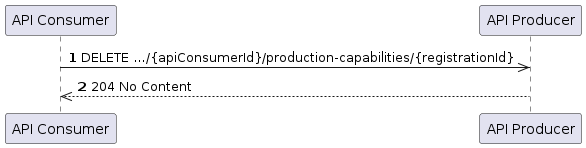 API Consumer API Producer
1 DELETE .../{apiConsumerId}/production-capabilities/{registrationId}
2 204 No Content
API Consumer API Producer